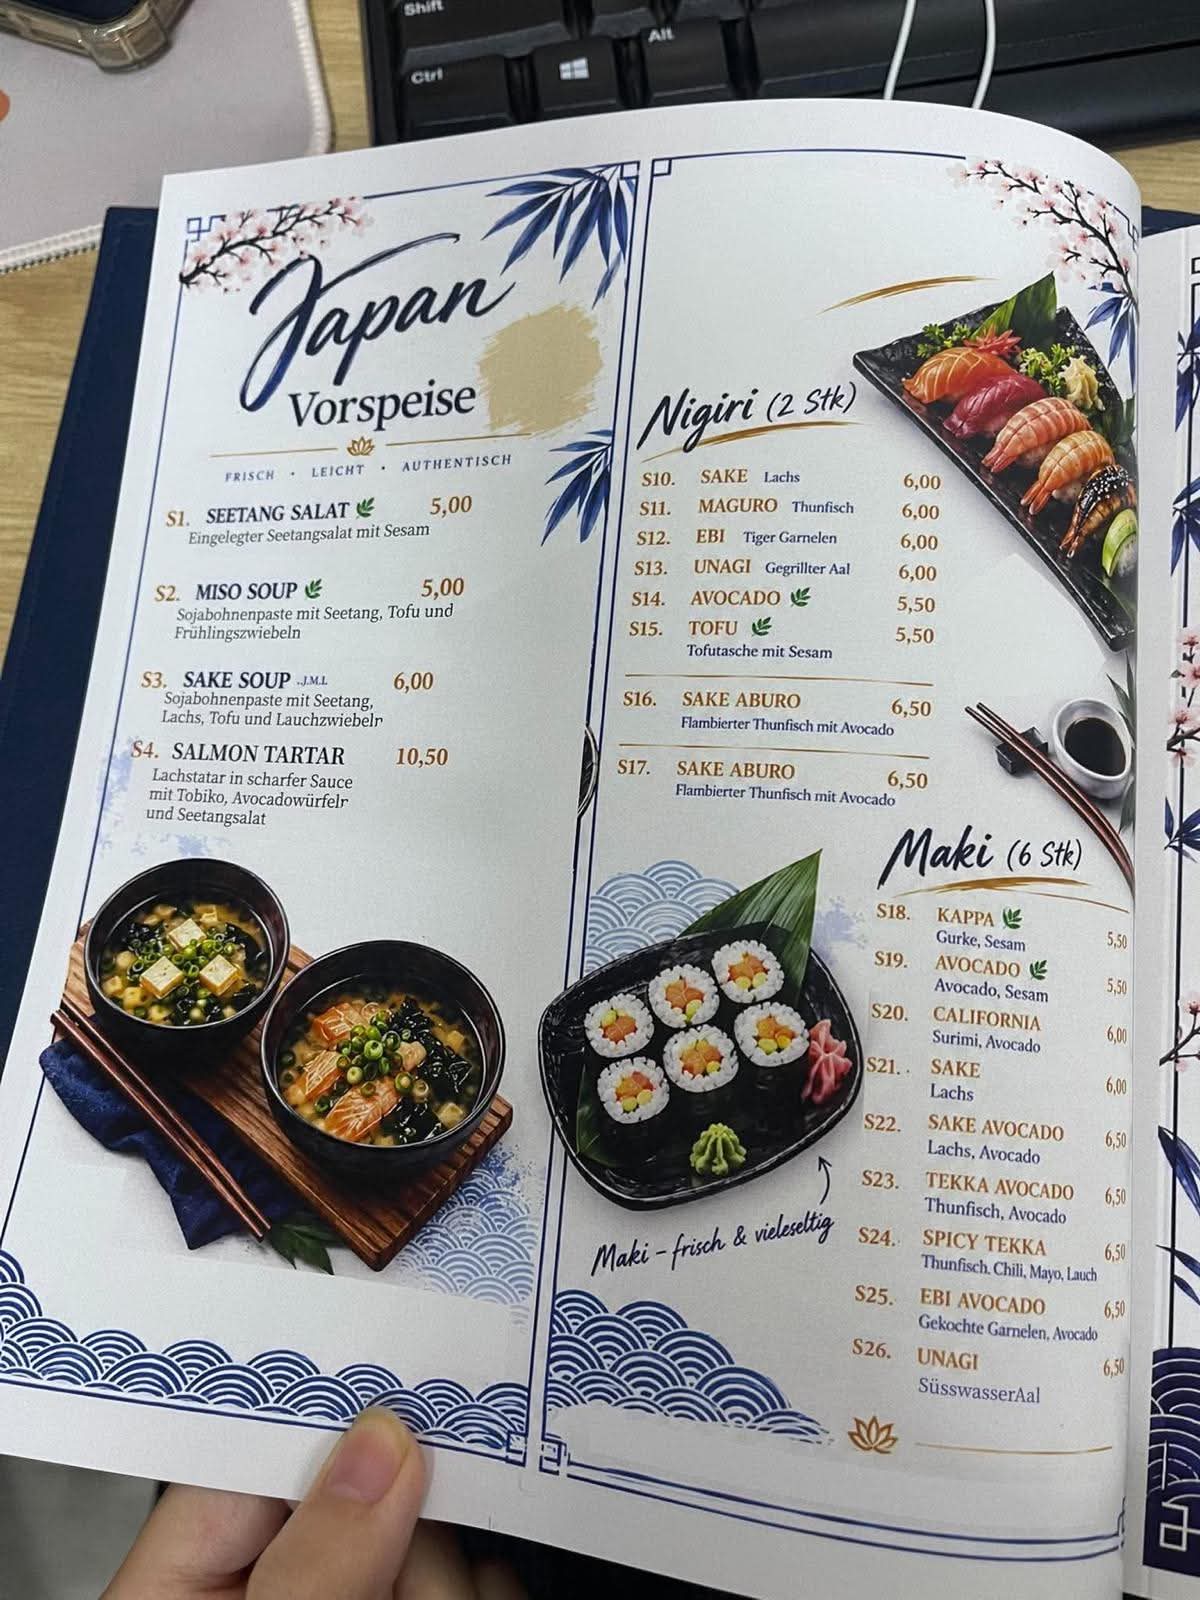 Shift
Ctrl
Alt
Japan
Vorspeise
FRISCH • LEICHT • AUTHENTISCH
S1. SEETANG SALAT 5,00
Eingelegter Seetangsalat mit Sesam
S2. MISO SOUP 5,00
Sojabohnenpaste mit Seetang, Tofu und
Frühlingszwiebeln
S3. SAKE SOUP .J.M.L 6,00
Sojabohnenpaste mit Seetang,
Lachs, Tofu und Lauchzwiebelr
S4. SALMON TARTAR 10,50
Lachstatar in scharfer Sauce
mit Tobiko, Avocadowürfelr
und Seetangsalat
Nigiri (2 Stk)
S10. SAKE Lachs 6,00
S11. MAGURO Thunfisch 6,00
S12. EBI Tiger Garnelen 6,00
S13. UNAGI Gegrillter Aal 6,00
S14. AVOCADO 5,50
S15. TOFU 5,50
Tofutasche mit Sesam
S16. SAKE ABURO 6,50
Flambierter Thunfisch mit Avocado
S17. SAKE ABURO 6,50
Flambierter Thunfisch mit Avocado
Maki (6 Stk)
S18. KAPPA 5,50
Gurke, Sesam
S19. AVOCADO 5,50
Avocado, Sesam
S20. CALIFORNIA 6,00
Surimi, Avocado
S21. . SAKE 6,00
Lachs
S22. SAKE AVOCADO 6,50
Lachs, Avocado
S23. TEKKA AVOCADO 6,50
Thunfisch, Avocado
S24. SPICY TEKKA 6,50
Thunfisch. Chili, Mayo, Lauch
S25. EBI AVOCADO 6,50
Gekochte Garnelen, Avocado
S26. UNAGI 6,50
SüsswasserAal
Maki – frisch & vieleseltig